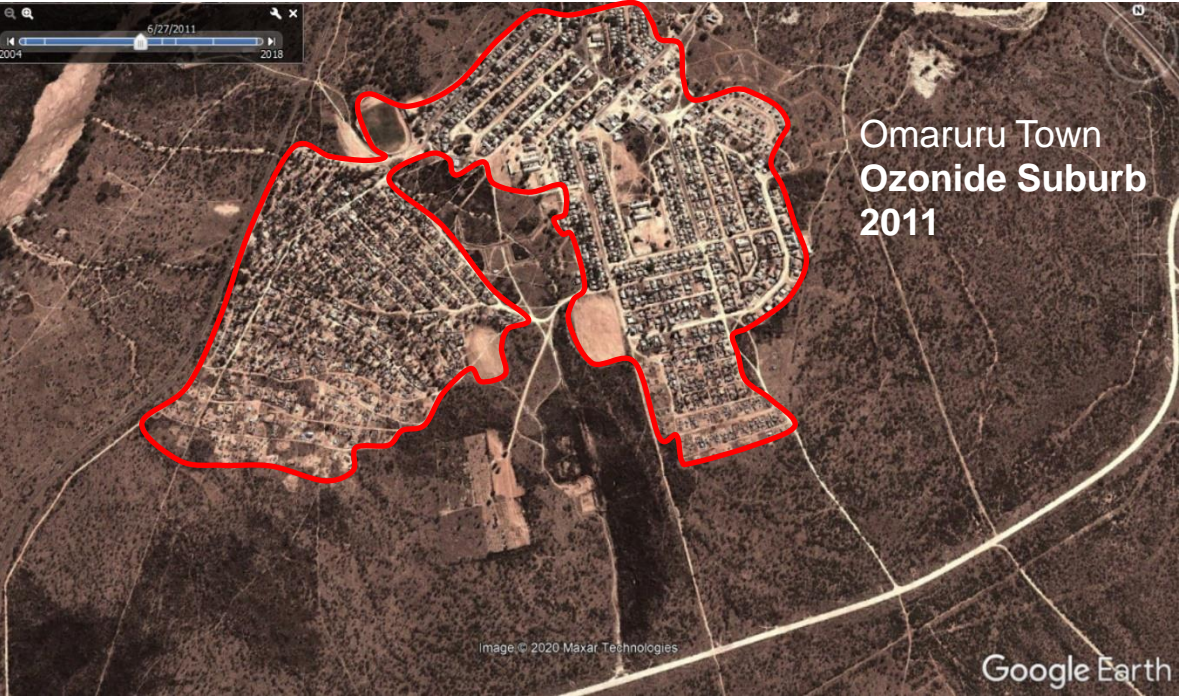 6/27/2011
2004
2018
N
Omaruru Town
Ozonide Suburb
2011
Image © 2020 Maxar Technologies
Google Earth